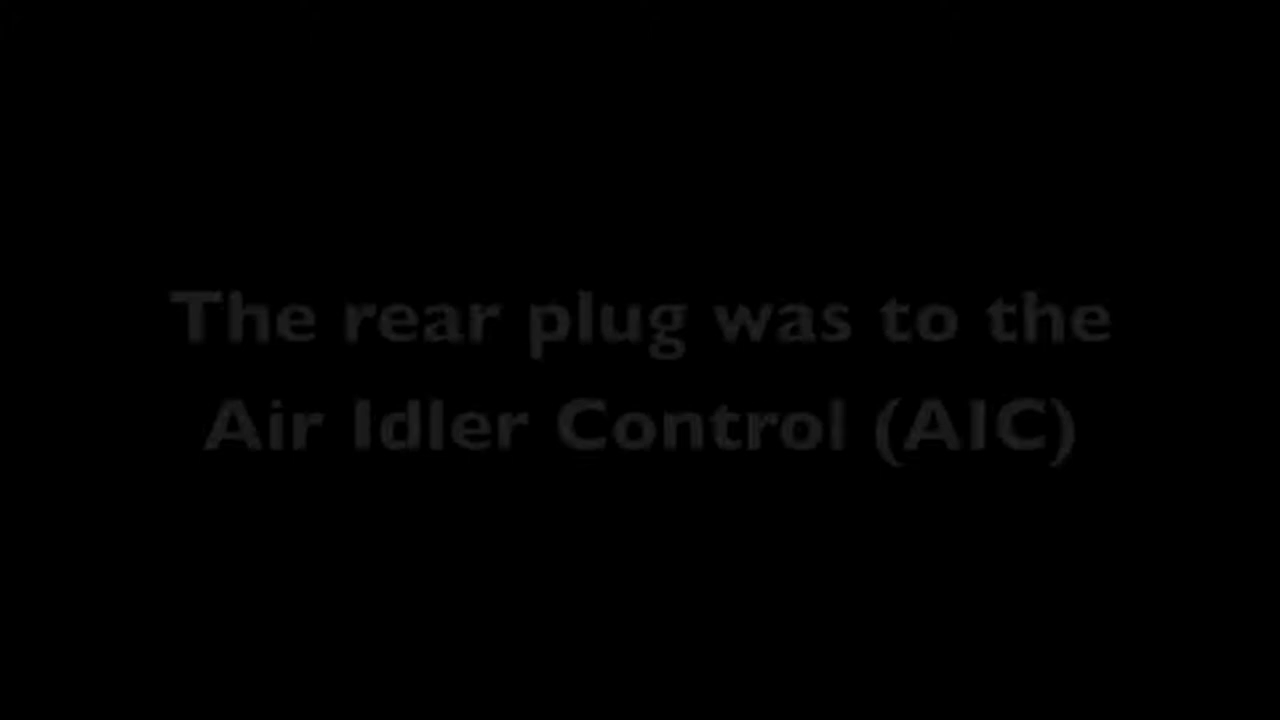 The rear plug was to the
Air Idler Control (AIC)